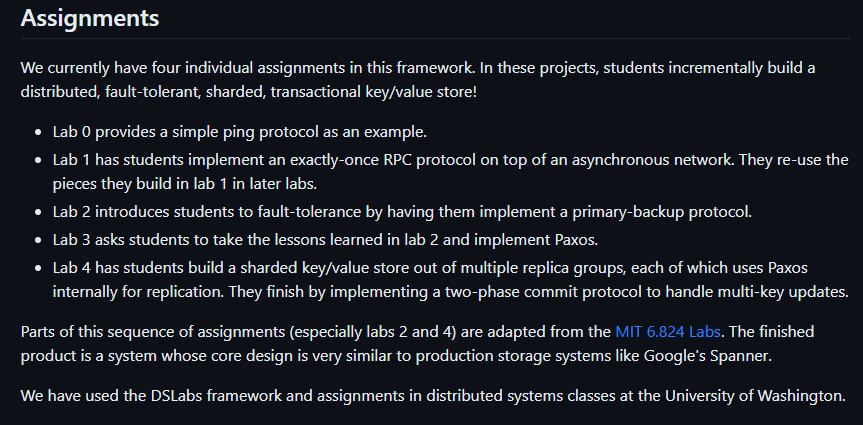 Assignments
We currently have four individual assignments in this framework. In these projects, students incrementally build a
distributed, fault-tolerant, sharded, transactional key/value store!
• Lab 0 provides a simple ping protocol as an example.
• Lab 1 has students implement an exactly-once RPC protocol on top of an asynchronous network. They re-use the
pieces they build in lab 1 in later labs.
• Lab 2 introduces students to fault-tolerance by having them implement a primary-backup protocol.
• Lab 3 asks students to take the lessons learned in lab 2 and implement Paxos.
• Lab 4 has students build a sharded key/value store out of multiple replica groups, each of which uses Paxos
internally for replication. They finish by implementing a two-phase commit protocol to handle multi-key updates.
Parts of this sequence of assignments (especially labs 2 and 4) are adapted from the MIT 6.824 Labs. The finished
product is a system whose core design is very similar to production storage systems like Google's Spanner.
We have used the DSLabs framework and assignments in distributed systems classes at the University of Washington.